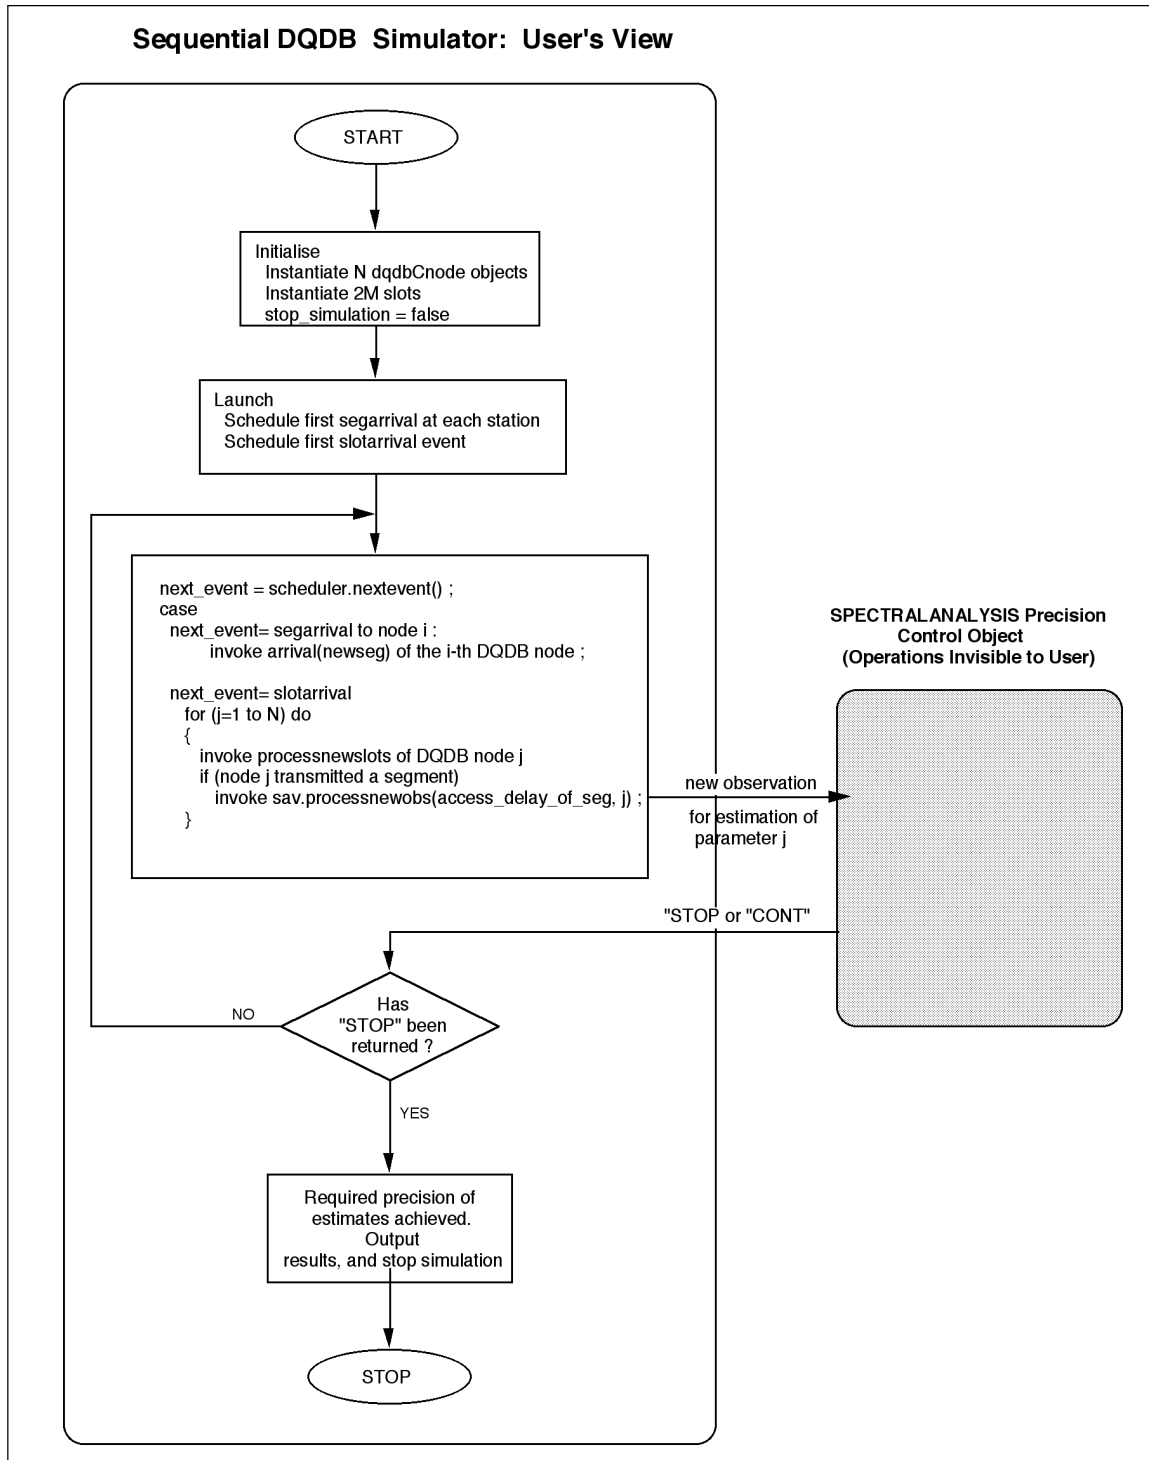 Sequential DQDB Simulator: User's View
START
Initialise
Instantiate N dqdbCnode objects
Instantiate 2M slots
stop_simulation = false
Launch
Schedule first segarrival at each station
Schedule first slotarrival event
next_event = scheduler.nextevent() ;
case
next_event= segarrival to node i :
invoke arrival(newseg) of the i-th DQDB node ;
next_event= slotarrival
for (j=1 to N) do
{
invoke processnewslots of DQDB node j
if (node j transmitted a segment)
invoke sav.processnewobs(access_delay_of_seg, j) ;
}
SPECTRALANALYSIS Precision
Control Object
(Operations Invisible to User)
new observation
for estimation of
parameter j
"STOP or "CONT"
Has
"STOP" been
returned ?
NO
YES
Required precision of
estimates achieved.
Output
results, and stop simulation
STOP